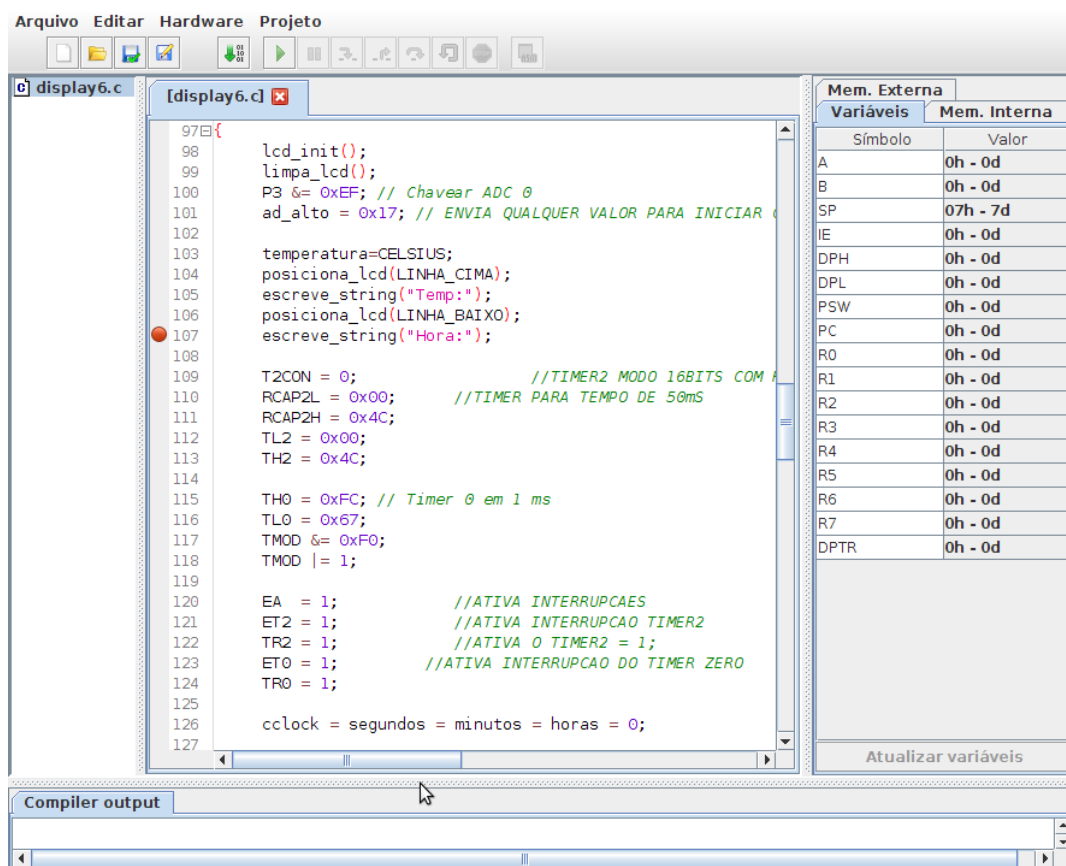 Arquivo Editar Hardware Projeto
display6.c
[display6.c]
97 {
98 lcd_init();
99 limpa_lcd();
100 P3 &= 0xEF; // Chavear ADC 0
101 ad_alto = 0x17; // ENVIA QUALQUER VALOR PARA INICIAR
102
103 temperatura=CELSIUS;
104 posiciona_lcd(LINHA_CIMA);
105 escreve_string("Temp:");
106 posiciona_lcd(LINHA_BAIXO);
107 escreve_string("Hora:");
108
109 T2CON = 0; //TIMER2 MODO 16BITS COM
110 RCAP2L = 0x00; //TIMER PARA TEMPO DE 50mS
111 RCAP2H = 0x4C;
112 TL2 = 0x00;
113 TH2 = 0x4C;
114
115 TH0 = 0xFC; // Timer 0 em 1 ms
116 TL0 = 0x67;
117 TMOD &= 0xF0;
118 TMOD |= 1;
119
120 EA = 1; //ATIVA INTERRUPCAES
121 ET2 = 1; //ATIVA INTERRUPCAO TIMER2
122 TR2 = 1; //ATIVA O TIMER2 = 1;
123 ET0 = 1; //ATIVA INTERRUPCAO DO TIMER ZERO
124 TR0 = 1;
125
126 cclock = segundos = minutos = horas = 0;
127
Mem. Externa
Variáveis Mem. Interna
Símbolo Valor
A 0h - 0d
B 0h - 0d
SP 07h - 7d
IE 0h - 0d
DPH 0h - 0d
DPL 0h - 0d
PSW 0h - 0d
PC 0h - 0d
R0 0h - 0d
R1 0h - 0d
R2 0h - 0d
R3 0h - 0d
R4 0h - 0d
R5 0h - 0d
R6 0h - 0d
R7 0h - 0d
DPTR 0h - 0d
Atualizar variáveis
Compiler output